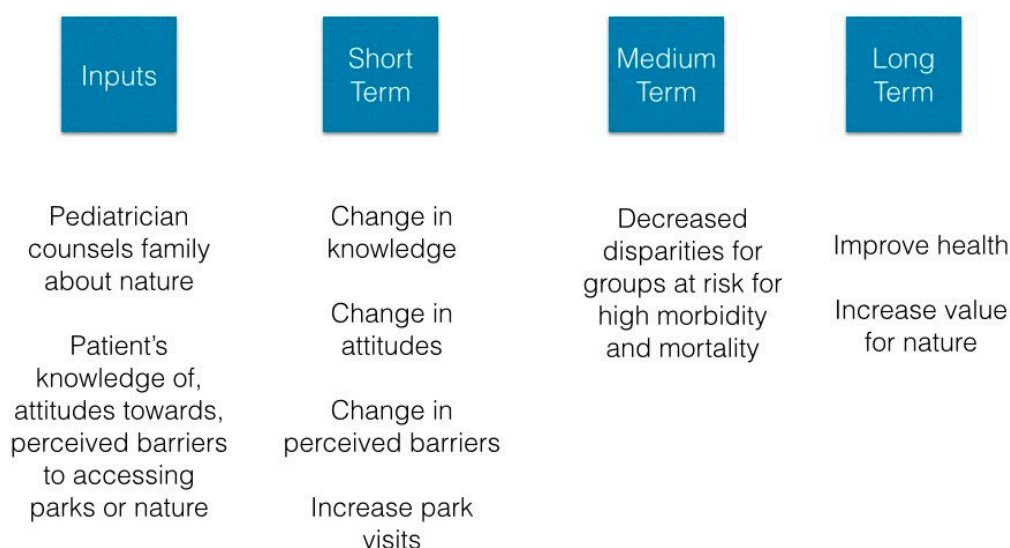 Inputs
Short
Term
Medium
Term
Long
Term
Pediatrician
counsels family
about nature
Patient's
knowledge of,
attitudes towards,
perceived barriers
to accessing
parks or nature
Change in
knowledge
Change in
attitudes
Change in
perceived barriers
Increase park
visits
Decreased
disparities for
groups at risk for
high morbidity
and mortality
Improve health
Increase value
for nature